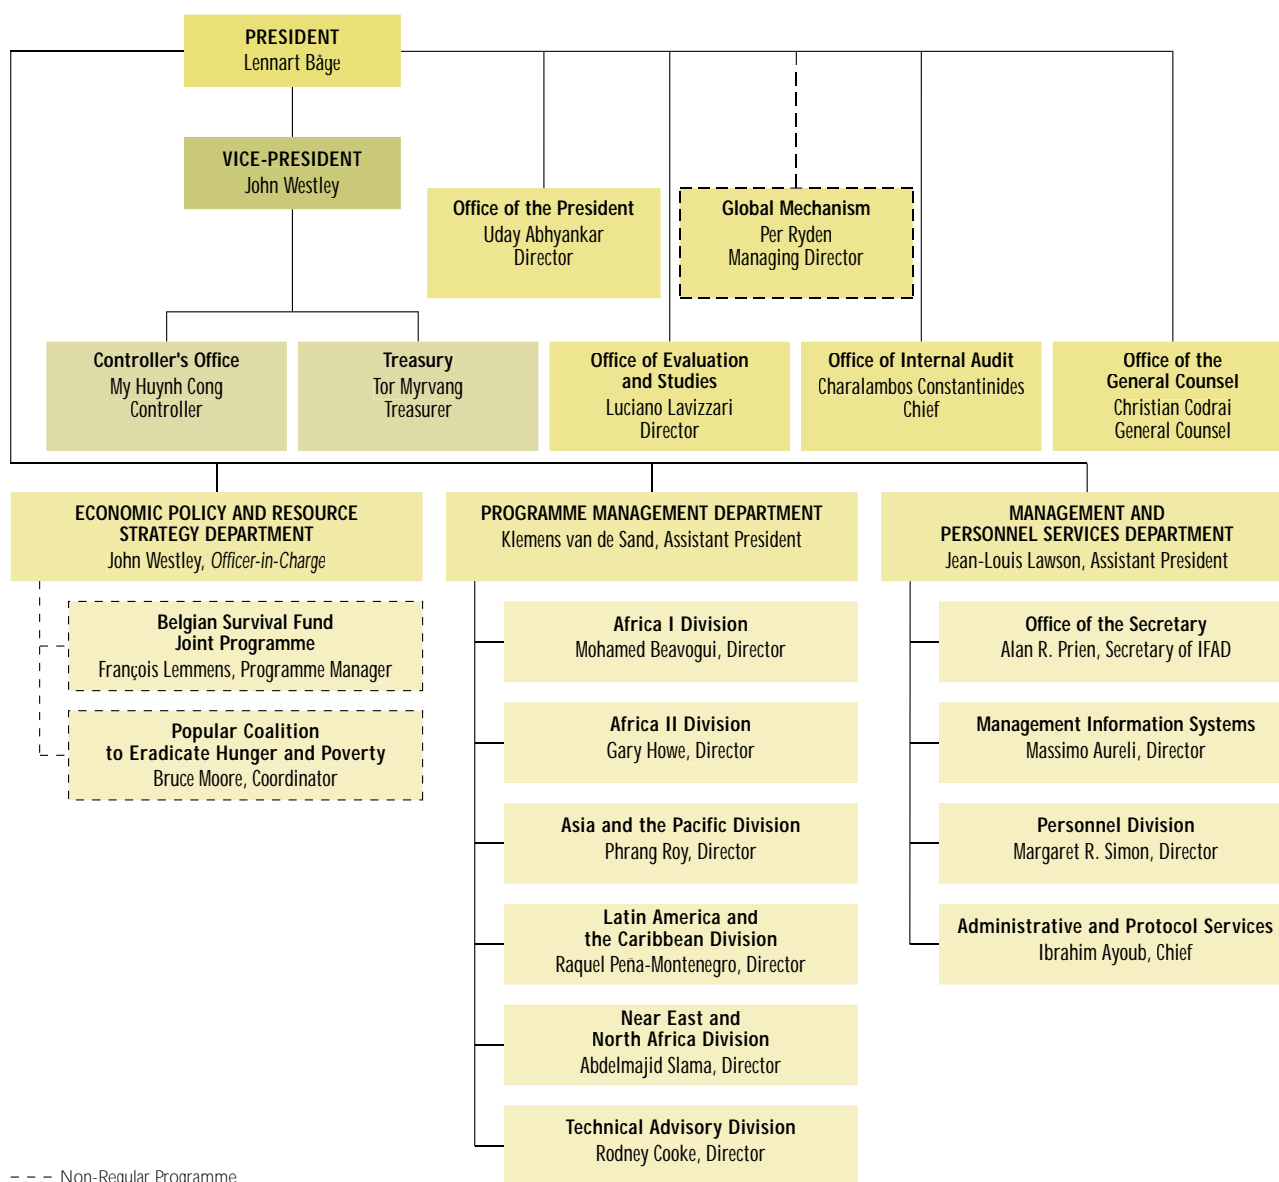 PRESIDENT
Lennart Båge
VICE-PRESIDENT
John Westley
Office of the President
Uday Abhyankar
Director
Global Mechanism
Per Ryden
Managing Director
Controller's Office
My Huynh Cong
Controller
Treasury
Tor Myrvang
Treasurer
Office of Evaluation
and Studies
Luciano Lavizzari
Director
Office of Internal Audit
Charalambos Constantinides
Chief
Office of the
General Counsel
Christian Codrai
General Counsel
ECONOMIC POLICY AND RESOURCE
STRATEGY DEPARTMENT
John Westley, Officer-in-Charge
Belgian Survival Fund
Joint Programme
François Lemmens, Programme Manager
Popular Coalition
to Eradicate Hunger and Poverty
Bruce Moore, Coordinator
PROGRAMME MANAGEMENT DEPARTMENT
Klemens van de Sand, Assistant President
Africa I Division
Mohamed Beavogui, Director
Africa II Division
Gary Howe, Director
Asia and the Pacific Division
Phrang Roy, Director
Latin America and
the Caribbean Division
Raquel Peña-Montenegro, Director
Near East and
North Africa Division
Abdelmajid Slama, Director
Technical Advisory Division
Rodney Cooke, Director
MANAGEMENT AND
PERSONNEL SERVICES DEPARTMENT
Jean-Louis Lawson, Assistant President
Office of the Secretary
Alan R. Prien, Secretary of IFAD
Management Information Systems
Massimo Aureli, Director
Personnel Division
Margaret R. Simon, Director
Administrative and Protocol Services
Ibrahim Ayoub, Chief
Non-Regular Programme